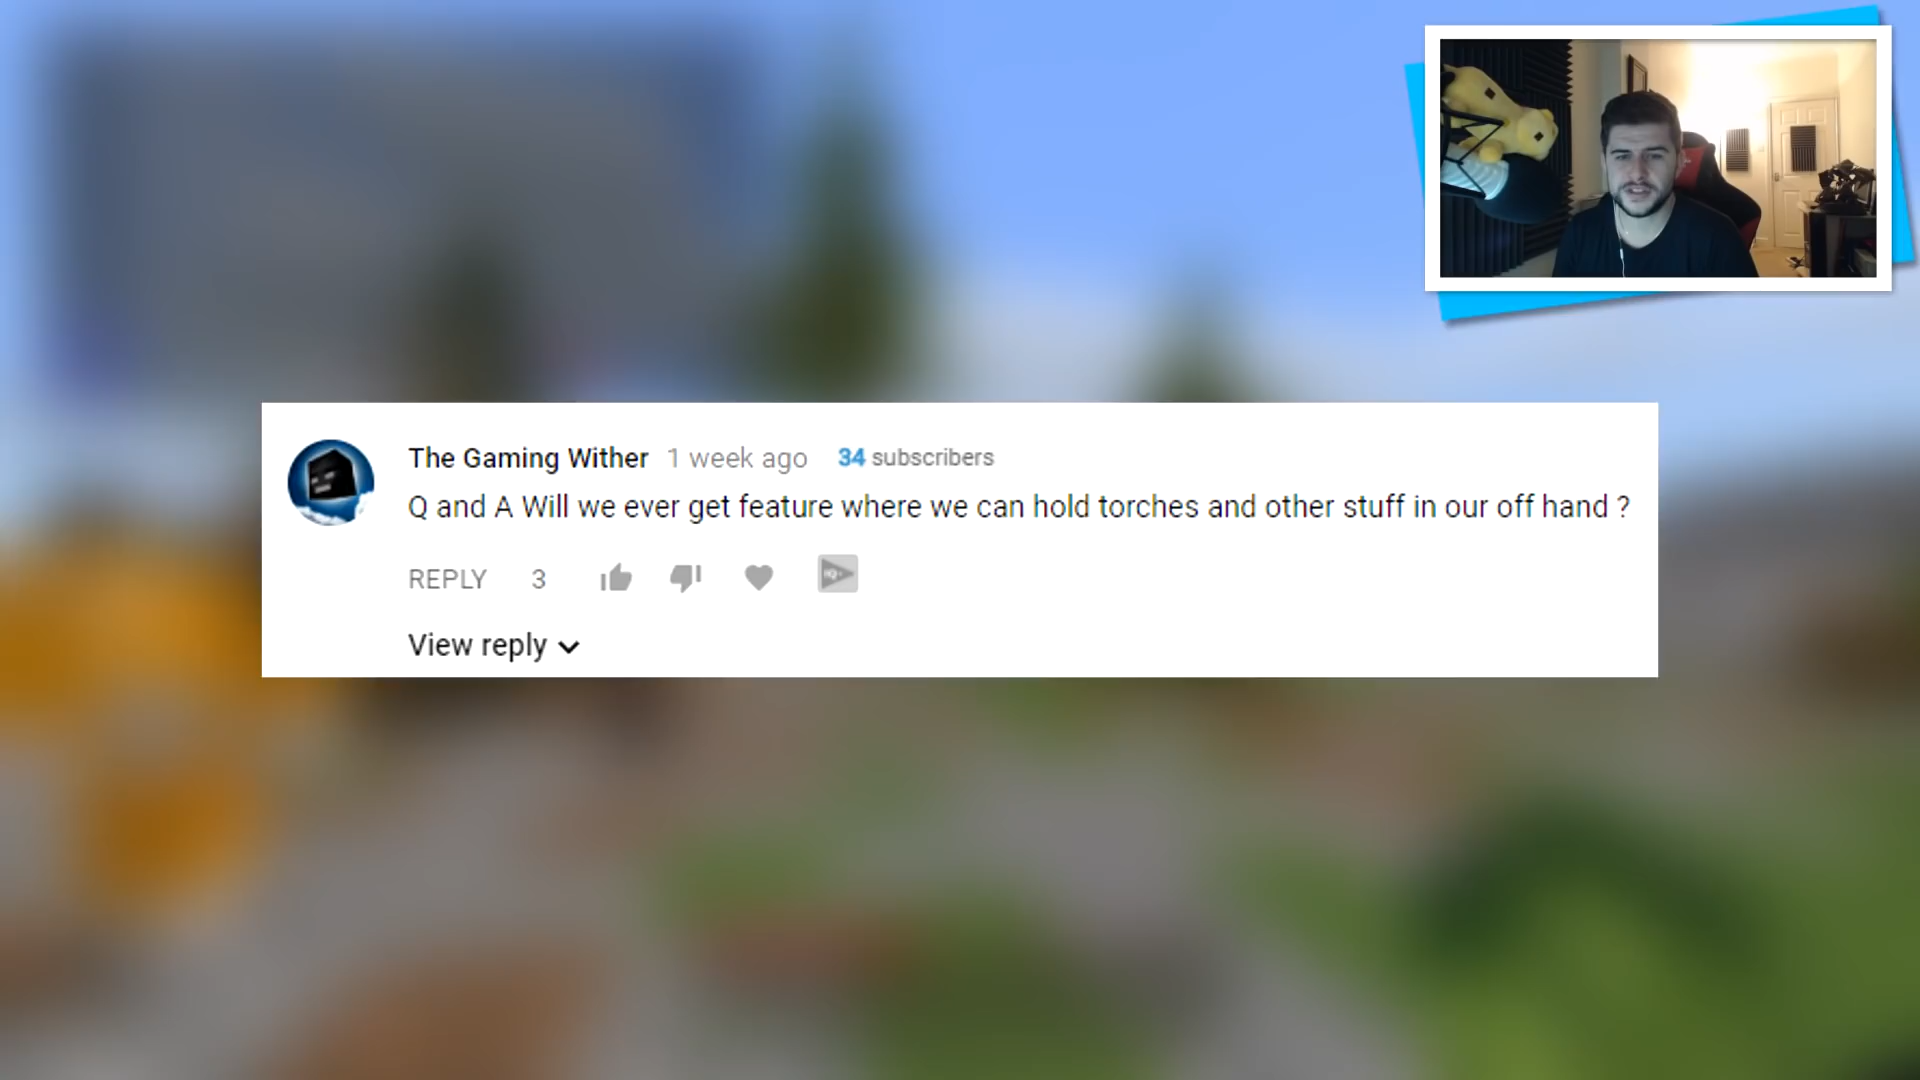 The Gaming Wither 1 week ago 34 subscribers
Q and A Will we ever get feature where we can hold torches and other stuff in our off hand ?
REPLY 3 HQ
View reply